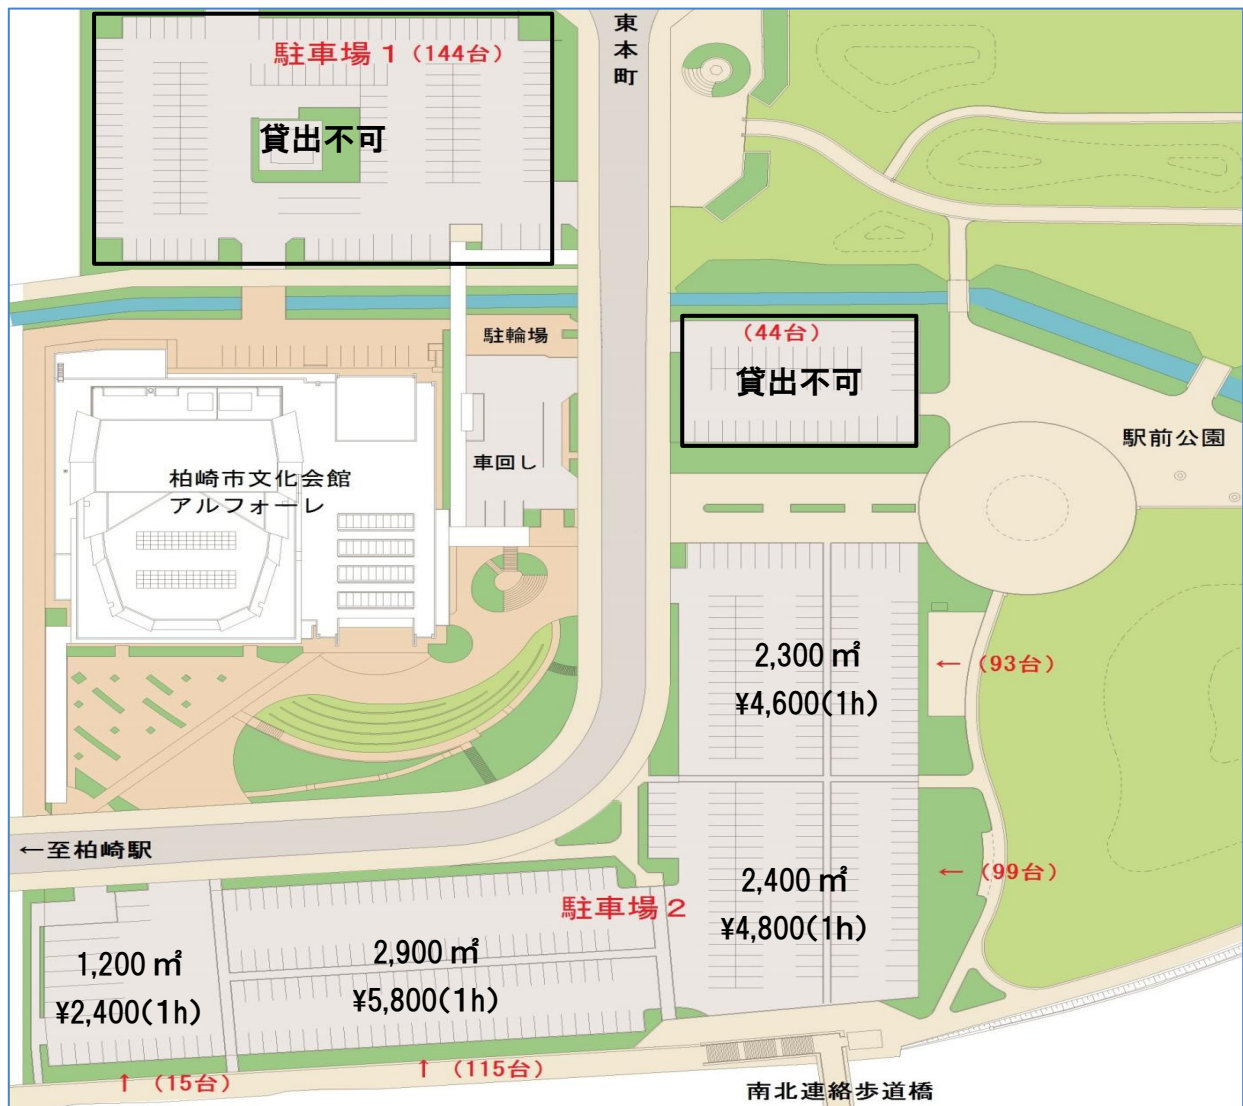 駐車場1(144台)
貸出不可
東本町
(44台)
貸出不可
駐輪場
車回し
柏崎市文化会館
アルフォーレ
駅前公園
2,300㎡
¥4,600(1h)
←(93台)
←至柏崎駅
2,400㎡
¥4,800(1h)
←(99台)
駐車場2
1,200㎡
¥2,400(1h)
2,900㎡
¥5,800(1h)
↑(15台)
↑(115台)
南北連絡歩道橋